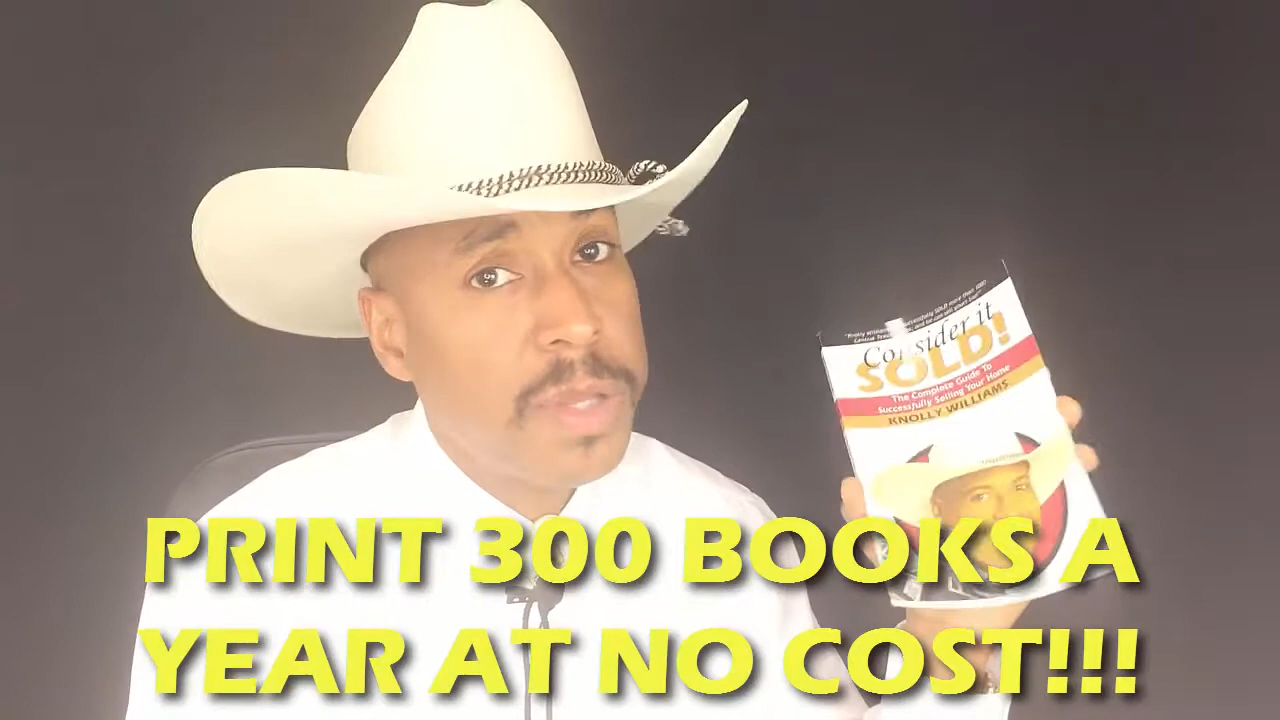 Consider it
SOLD!
The Complete Guide To
Successfully Selling Your Home
KNOLLY WILLIAMS
PRINT 300 BOOKS A
YEAR AT NO COST!!!